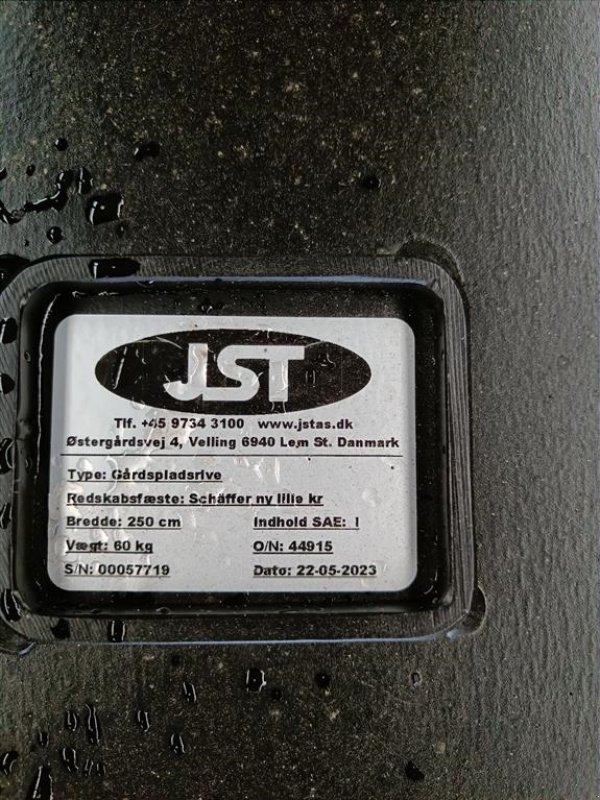 JST
Tlf. +45 9734 3100 www.jstas.dk
Østergårdsvej 4, Velling 6940 Lem St. Danmark
Type: Gårdspladsrive
Redskabsfæste: Schäffer ny lille kr
Bredde: 250 cm Indhold SAE: l
Vægt: 60 kg O/N: 44915
S/N: 00057719 Dato: 22-05-2023